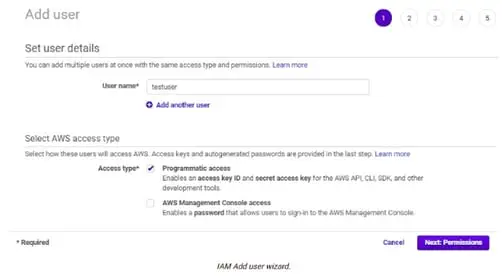 Add user
1 2 3 4 5
Set user details
You can add multiple users at once with the same access type and permissions. Learn more
User name* testuser
Add another user
Select AWS access type
Select how these users will access AWS. Access keys and autogenerated passwords are provided in the last step. Learn more
Access type* Programmatic access
Enables an access key ID and secret access key for the AWS API, CLI, SDK, and
other development tools.
AWS Management Console access
Enables a password that allows users to sign-in to the AWS Management Console.
* Required Cancel Next: Permissions
IAM Add user wizard.